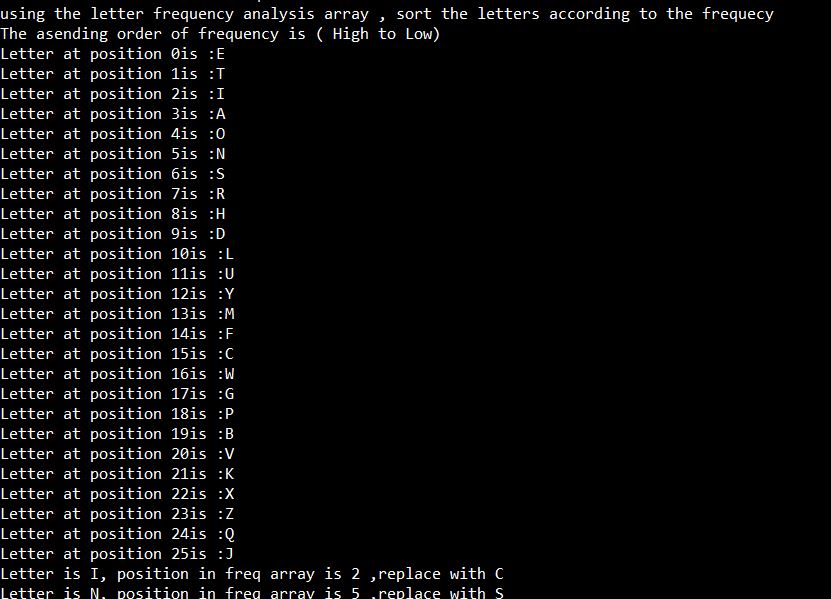 using the letter frequency analysis array , sort the letters according to the frequecy
The asending order of frequency is ( High to Low)
Letter at position 0is :E
Letter at position 1is :T
Letter at position 2is :I
Letter at position 3is :A
Letter at position 4is :O
Letter at position 5is :N
Letter at position 6is :S
Letter at position 7is :R
Letter at position 8is :H
Letter at position 9is :D
Letter at position 10is :L
Letter at position 11is :U
Letter at position 12is :Y
Letter at position 13is :M
Letter at position 14is :F
Letter at position 15is :C
Letter at position 16is :W
Letter at position 17is :G
Letter at position 18is :P
Letter at position 19is :B
Letter at position 20is :V
Letter at position 21is :K
Letter at position 22is :X
Letter at position 23is :Z
Letter at position 24is :Q
Letter at position 25is :J
Letter is I, position in freq array is 2 ,replace with C
Letter is N, position in freq array is 5 ,replace with S